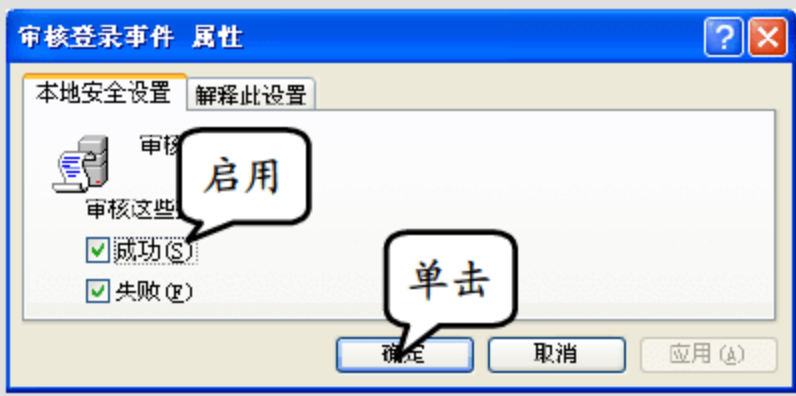 审核登录事件 属性
本地安全设置 解释此设置
审核
启用
审核这些
成功(S)
单击
失败(F)
确定 取消 应用(A)